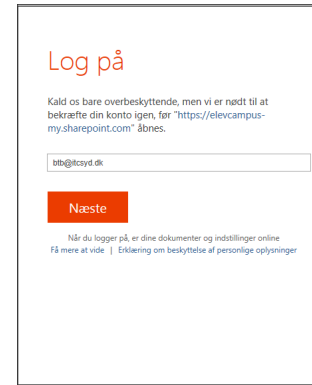 Log på
Kald os bare overbeskyttende, men vi er nødt til at
bekræfte din konto igen, før "https://elevcampus-
my.sharepoint.com" åbnes.
btb@itcsyd.dk
Næste
Når du logger på, er dine dokumenter og indstillinger online
Få mere at vide | Erklæring om beskyttelse af personlige oplysninger